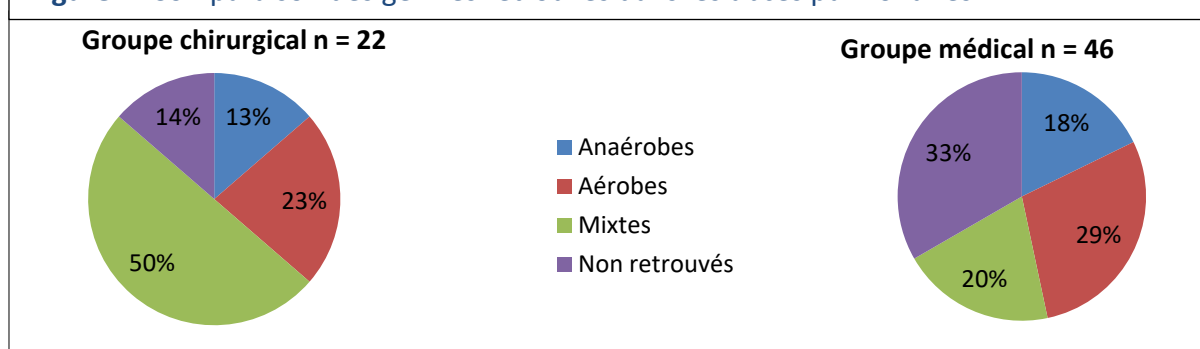 Groupe chirurgical n = 22
14%
13%
23%
50%
Anaérobes
Aérobes
Mixtes
Non retrouvés
Groupe médical n = 46
33%
18%
29%
20%